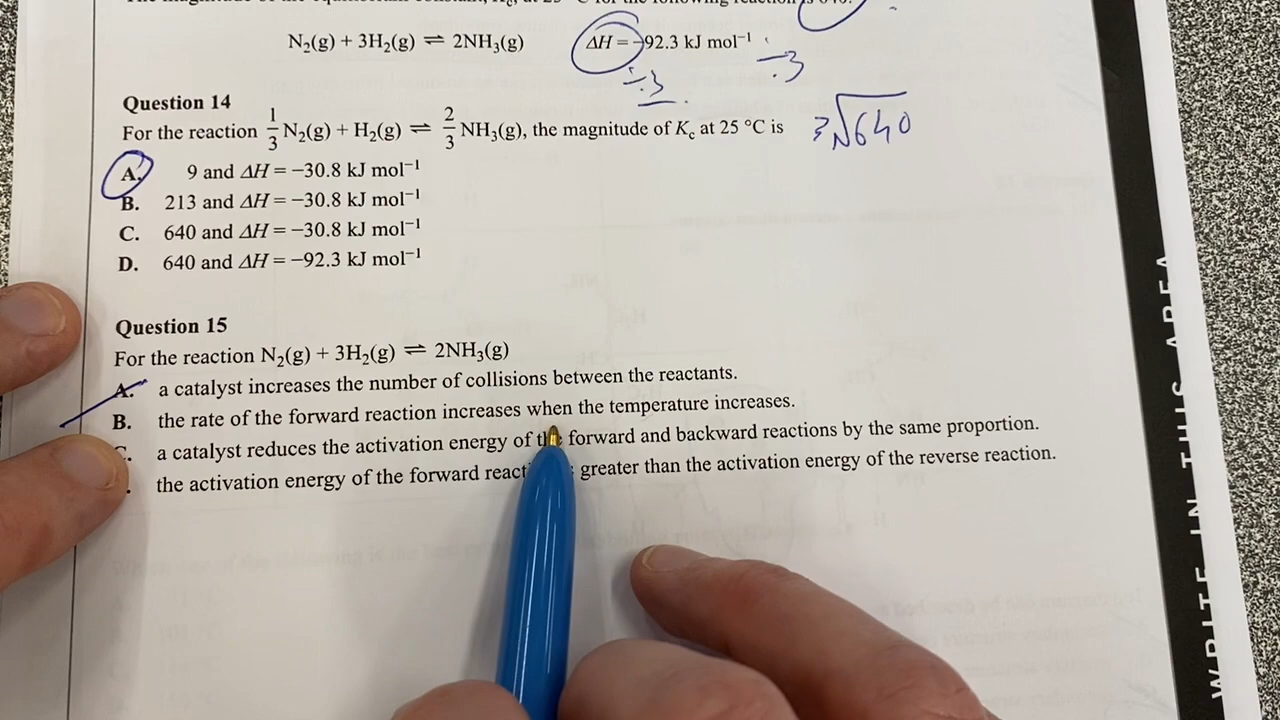 N₂(g) + 3H₂(g) ⇌ 2NH₃(g) ΔH = −92.3 kJ mol⁻¹
÷3 ÷3
Question 14
For the reaction 1/3 N₂(g) + H₂(g) ⇌ 2/3 NH₃(g), the magnitude of Kc at 25 °C is ³√640
A. 9 and ΔH = −30.8 kJ mol⁻¹
B. 213 and ΔH = −30.8 kJ mol⁻¹
C. 640 and ΔH = −30.8 kJ mol⁻¹
D. 640 and ΔH = −92.3 kJ mol⁻¹
Question 15
For the reaction N₂(g) + 3H₂(g) ⇌ 2NH₃(g)
A. a catalyst increases the number of collisions between the reactants.
B. the rate of the forward reaction increases when the temperature increases.
a catalyst reduces the activation energy of the forward and backward reactions by the same proportion.
the activation energy of the forward greater than the activation energy of the reverse reaction.
WRITE IN THIS AREA